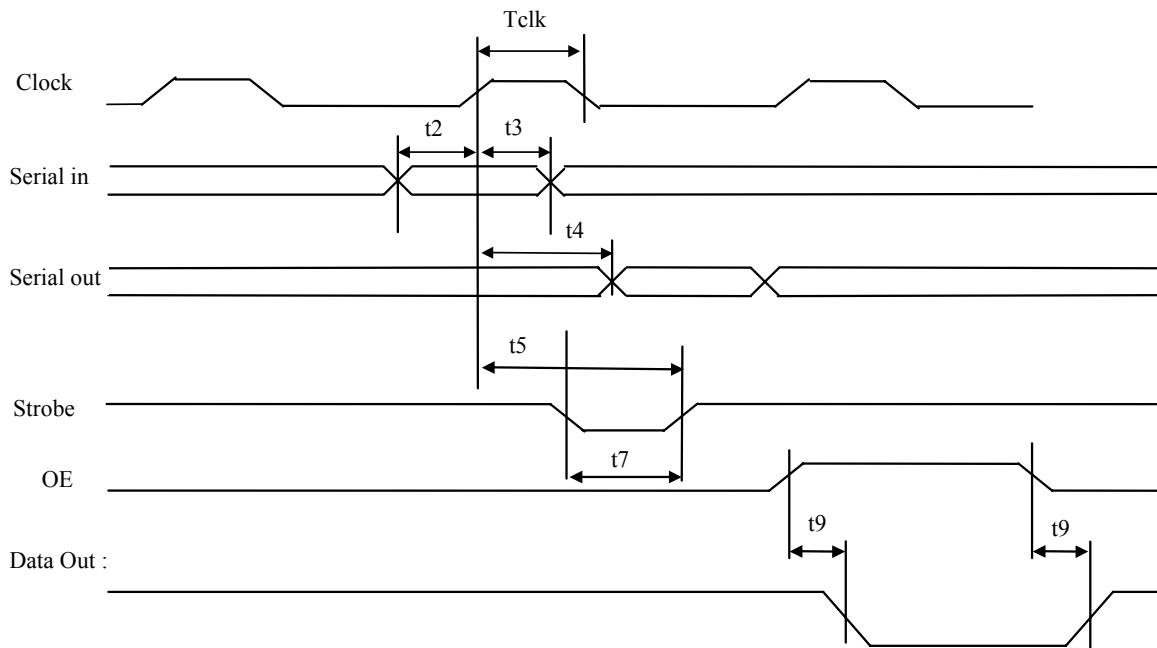 Tclk
Clock
t2
t3
Serial in
t4
Serial out
t5
Strobe
t7
OE
t9
t9
Data Out :